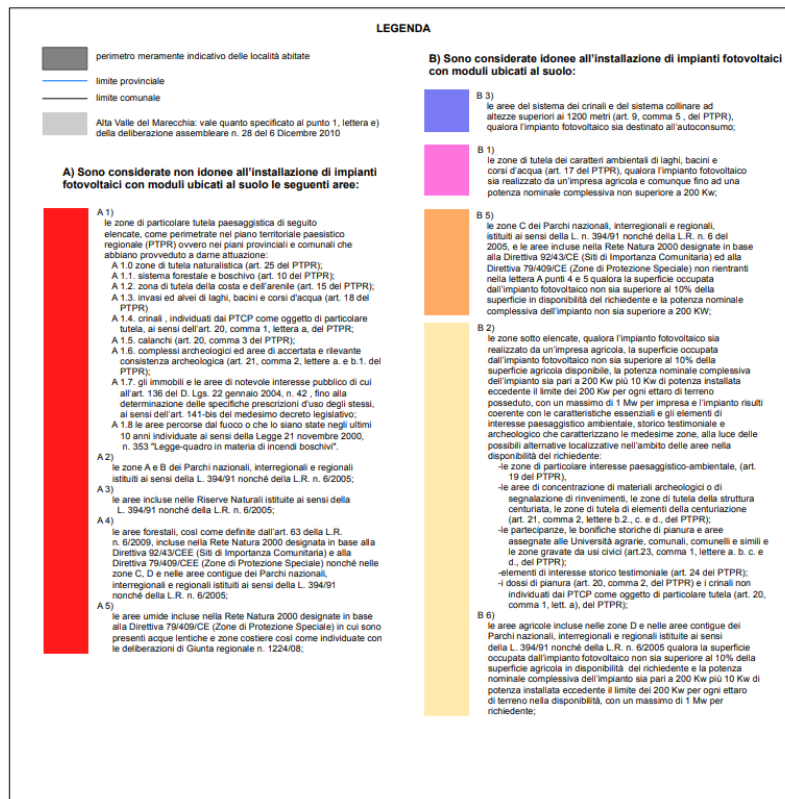 LEGENDA
perimetro meramente indicativo delle località abitate
limite provinciale
limite comunale
Alta Valle del Marecchia: vale quanto specificato al punto 1, lettera e)
della deliberazione assembleare n. 28 del 6 Dicembre 2010
A) Sono considerate non idonee all'installazione di impianti
fotovoltaici con moduli ubicati al suolo le seguenti aree:
A 1)
le zone di particolare tutela paesaggistica di seguito
elencate, come perimetrate nel piano territoriale paesistico
regionale (PTPR) ovvero nei piani provinciali e comunali che
abbiano provveduto a darne attuazione:
A 1.0 zone di tutela naturalistica (art. 25 del PTPR);
A 1.1. sistema forestale e boschivo (art. 10 del PTPR);
A 1.2. zona di tutela della costa e dell'arenile (art. 15 del PTPR);
A 1.3. invasi ed alvei di laghi, bacini e corsi d'acqua (art. 18 del
PTPR)
A 1.4. crinali , individuati dai PTCP come oggetto di particolare
tutela, ai sensi dell'art. 20, comma 1, lettera a, del PTPR;
A 1.5. calanchi (art. 20, comma 3 del PTPR);
A 1.6. complessi archeologici ed aree di accertata e rilevante
consistenza archeologica (art. 21, comma 2, lettere a. e b.1. del
PTPR);
A 1.7. gli immobili e le aree di notevole interesse pubblico di cui
all'art. 136 del D. Lgs. 22 gennaio 2004, n. 42 , fino alla
determinazione delle specifiche prescrizioni d'uso degli stessi,
ai sensi dell'art. 141-bis del medesimo decreto legislativo;
A 1.8 le aree percorse dal fuoco o che lo siano state negli ultimi
10 anni individuate ai sensi della Legge 21 novembre 2000,
n. 353 "Legge-quadro in materia di incendi boschivi".
A 2)
le zone A e B dei Parchi nazionali, interregionali e regionali
istituiti ai sensi della L. 394/91 nonché della L.R. n. 6/2005;
A 3)
le aree incluse nelle Riserve Naturali istituite ai sensi della
L. 394/91 nonché della L.R. n. 6/2005;
A 4)
le aree forestali, così come definite dall'art. 63 della L.R.
n. 6/2009, incluse nella Rete Natura 2000 designata in base alla
Direttiva 92/43/CEE (Siti di Importanza Comunitaria) e alla
Direttiva 79/409/CEE (Zone di Protezione Speciale) nonché nelle
zone C, D e nelle aree contigue dei Parchi nazionali,
interregionali e regionali istituiti ai sensi della L. 394/91
nonché della L.R. n. 6/2005;
A 5)
le aree umide incluse nella Rete Natura 2000 designate in base
alla Direttiva 79/409/CE (Zona di Protezione Speciale) in cui sono
presenti acque lentiche e zone costiere così come individuate con
le deliberazioni di Giunta regionale n. 1224/08;
B) Sono considerate idonee all'installazione di impianti fotovoltaici
con moduli ubicati al suolo:
B 3)
le aree del sistema dei crinali e del sistema collinare ad
altezze superiori ai 1200 metri (art. 9, comma 5 , del PTPR),
qualora l'impianto fotovoltaico sia destinato all'autoconsumo;
B 1)
le zone di tutela dei caratteri ambientali di laghi, bacini e
corsi d'acqua (art. 17 del PTPR), qualora l'impianto fotovoltaico
sia realizzato da un'impresa agricola e comunque fino ad una
potenza nominale complessiva non superiore a 200 Kw;
B 5)
le zone C dei Parchi nazionali, interregionali e regionali,
istituiti ai sensi della L. n. 394/91 nonché della L.R. n. 6 del
2005, e le aree incluse nella Rete Natura 2000 designate in base
alla Direttiva 92/43/CE (Siti di Importanza Comunitaria) ed alla
Direttiva 79/409/CE (Zone di Protezione Speciale) non rientranti
nella lettera A punti 4 e 5 qualora la superficie occupata
dall'impianto fotovoltaico non sia superiore al 10% della
superficie in disponibilità del richiedente e la potenza nominale
complessiva dell'impianto non sia superiore a 200 KW;
B 2)
le zone sotto elencate, qualora l'impianto fotovoltaico sia
realizzato da un'impresa agricola, la superficie occupata
dall'impianto fotovoltaico non sia superiore al 10% della
superficie agricola disponibile, la potenza nominale complessiva
dell'impianto sia pari a 200 Kw più 10 Kw di potenza installata
eccedente il limite dei 200 Kw per ogni ettaro di terreno
posseduto, con un massimo di 1 Mw per impresa e l'impianto risulti
coerente con le caratteristiche essenziali e gli elementi di
interesse paesaggistico ambientale, storico testimoniale e
archeologico che caratterizzano le medesime zone, alla luce delle
possibili alternative localizzative nell'ambito delle aree nella
disponibilità del richiedente:
-le zone di particolare interesse paesaggistico-ambientale, (art.
19 del PTPR),
-le aree di concentrazione di materiali archeologici o di
segnalazione di rinvenimenti, le zone di tutela della struttura
centuriata, le zone di tutela di elementi della centuriazione
(art. 21, comma 2, lettere b.2., c. e d., del PTPR);
-le partecipanze, le bonifiche storiche di pianura e aree
assegnate alle Università agrarie, comunali, comunelli e simili e
le zone gravate da usi civici (art.23, comma 1, lettere a. b. c. e
d., del PTPR);
-elementi di interesse storico testimoniale (art. 24 del PTPR);
-i dossi di pianura (art. 20, comma 2, del PTPR) e i crinali non
individuati dai PTCP come oggetto di particolare tutela (art. 20,
comma 1, lett. a), del PTPR);
B 6)
le aree agricole incluse nelle zone D e nelle aree contigue dei
Parchi nazionali, interregionali e regionali istituite ai sensi
della L. 394/91 nonché della L.R. n. 6/2005 qualora la superficie
occupata dall'impianto fotovoltaico non sia superiore al 10% della
superficie agricola in disponibilità del richiedente e la potenza
nominale complessiva dell'impianto sia pari a 200 Kw più 10 Kw di
potenza installata eccedente il limite dei 200 Kw per ogni ettaro
di terreno nella disponibilità, con un massimo di 1 Mw per
richiedente;